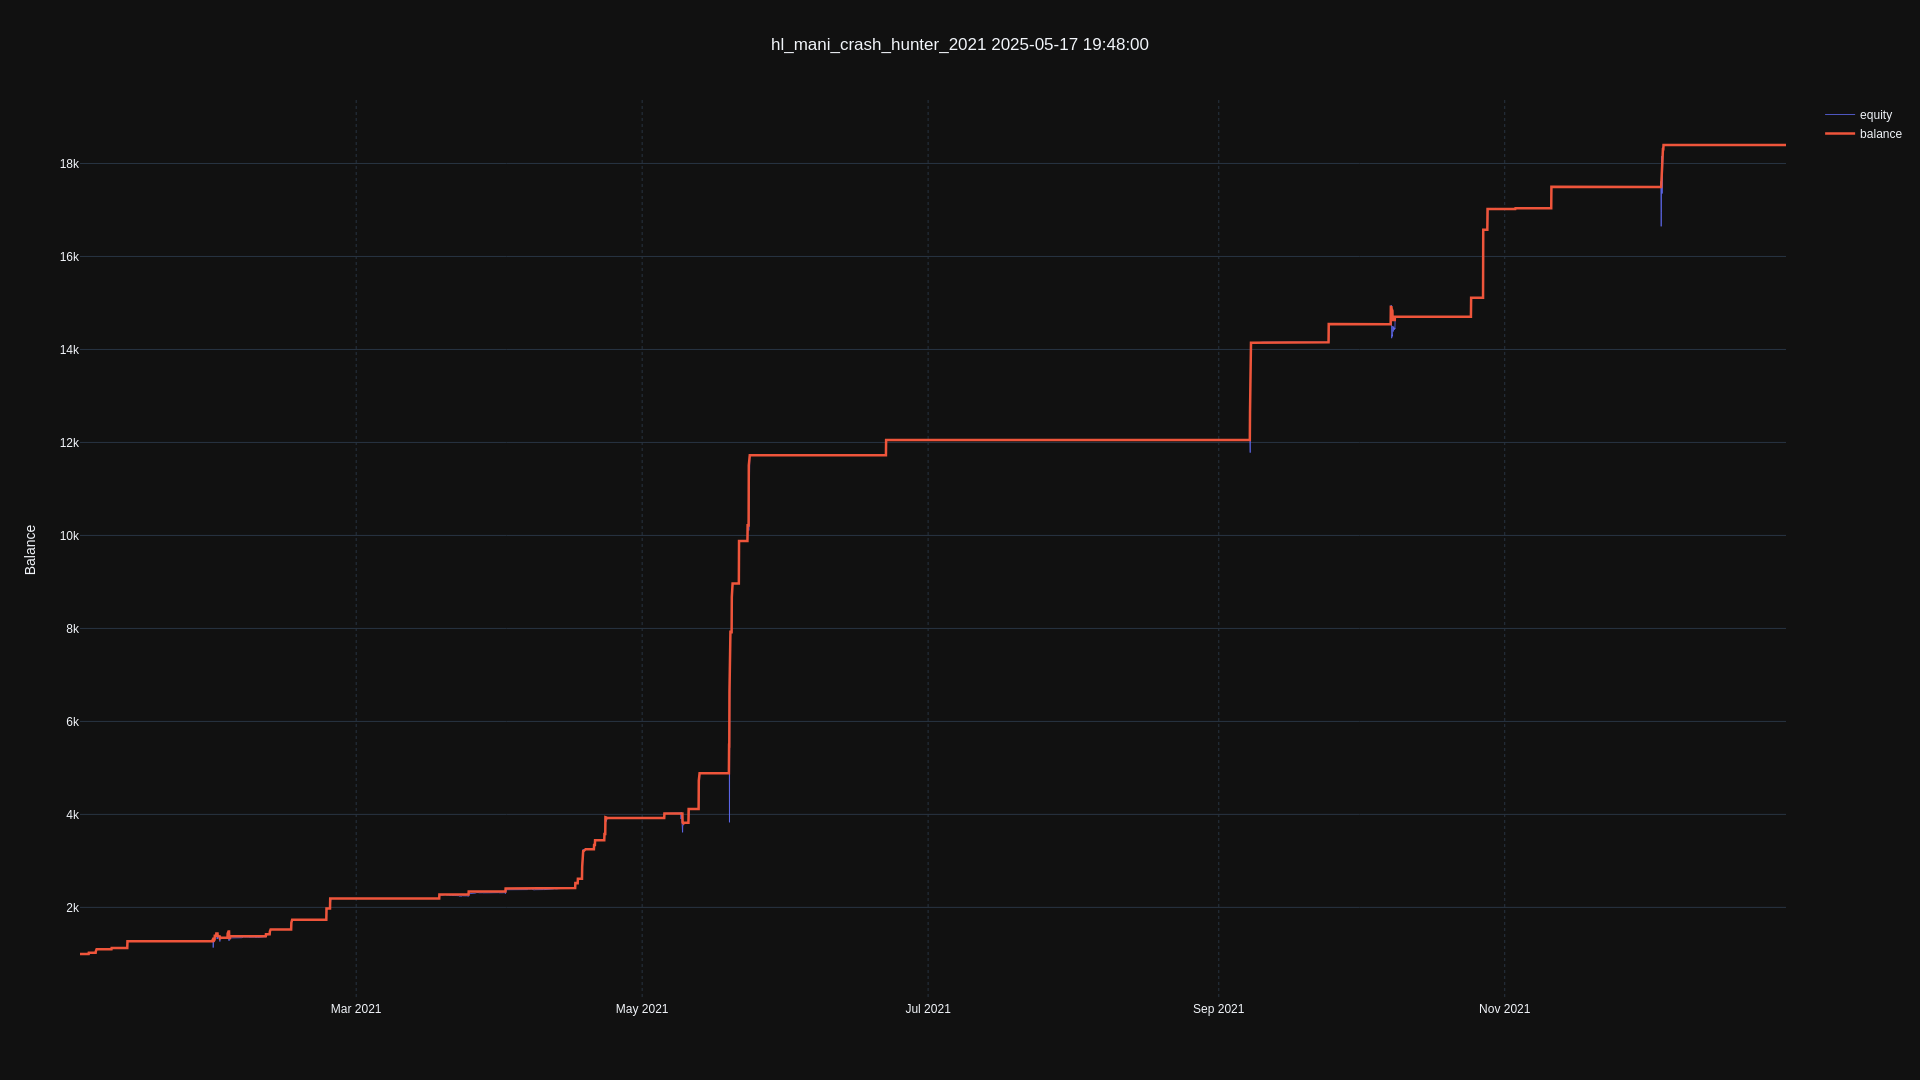 hl_mani_crash_hunter_2021 2025-05-17 19:48:00
equity
balance
18k
16k
14k
12k
10k
8k
6k
4k
2k
Balance
Mar 2021
May 2021
Jul 2021
Sep 2021
Nov 2021